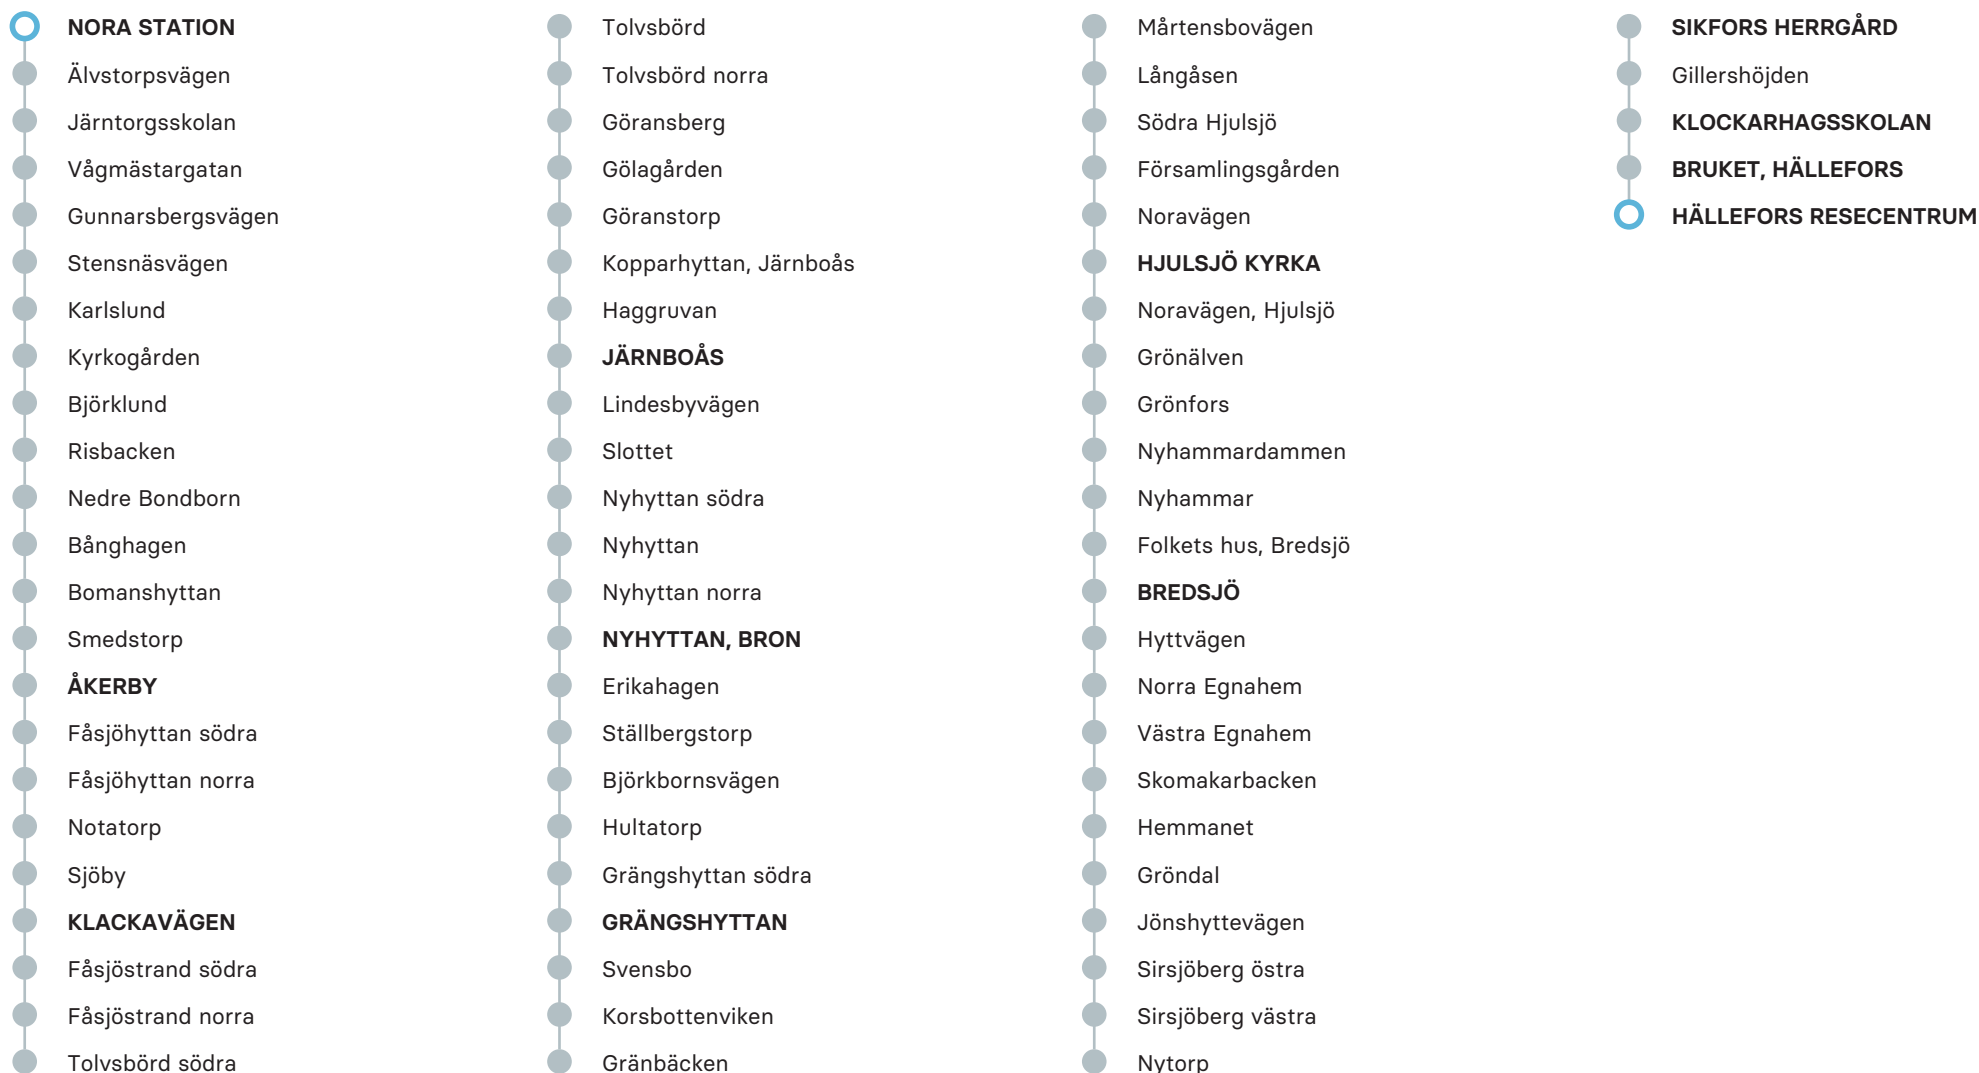 NORA STATION
Älvstorpsvägen
Järntorgsskolan
Vågmästargatan
Gunnarsbergsvägen
Stensnäsvägen
Karlslund
Kyrkogården
Björklund
Risbacken
Nedre Bondborn
Bånghagen
Bomanshyttan
Smedstorp
ÅKERBY
Fåsjöhyttan södra
Fåsjöhyttan norra
Notatorp
Sjöby
KLACKAVÄGEN
Fåsjöstrand södra
Fåsjöstrand norra
Tolvsbörd södra
Tolvsbörd
Tolvsbörd norra
Göransberg
Gölagården
Göranstorp
Kopparhyttan, Järnboås
Haggruvan
JÄRNBOÅS
Lindesbyvägen
Slottet
Nyhyttan södra
Nyhyttan
Nyhyttan norra
NYHYTTAN, BRON
Erikahagen
Ställbergstorp
Björkbornsvägen
Hultatorp
Grängshyttan södra
GRÄNGSHYTTAN
Svensbo
Korsbottenviken
Gränbäcken
Mårtensbovägen
Långåsen
Södra Hjulsjö
Församlingsgården
Noravägen
HJULSJÖ KYRKA
Noravägen, Hjulsjö
Grönälven
Grönfors
Nyhammardammen
Nyhammar
Folkets hus, Bredsjö
BREDSJÖ
Hyttvägen
Norra Egnahem
Västra Egnahem
Skomakarbacken
Hemmanet
Gröndal
Jönshyttevägen
Sirsjöberg östra
Sirsjöberg västra
Nytorp
SIKFORS HERRGÅRD
Gillershöjden
KLOCKARHAGSSKOLAN
BRUKET, HÄLLEFORS
HÄLLEFORS RESECENTRUM